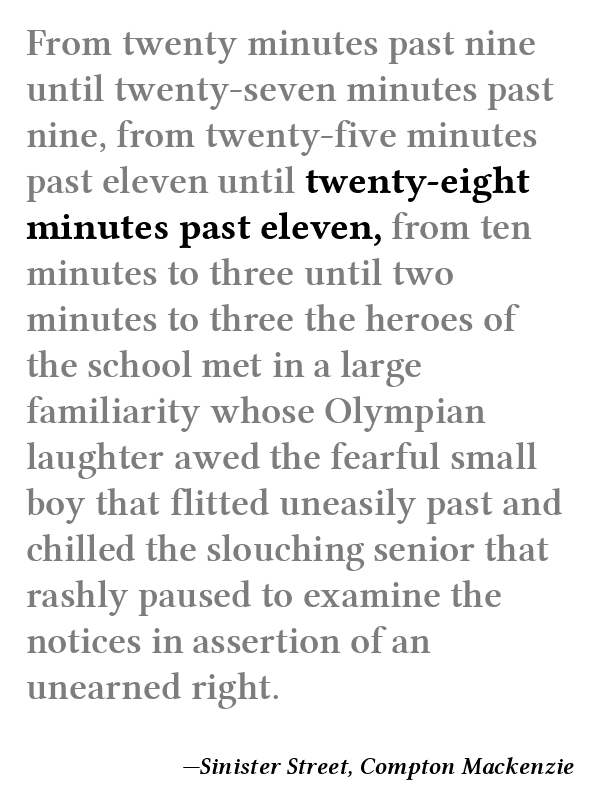 From twenty minutes past nine
until twenty-seven minutes past
nine, from twenty-five minutes
past eleven until twenty-eight
minutes past eleven, from ten
minutes to three until two
minutes to three the heroes of
the school met in a large
familiarity whose Olympian
laughter awed the fearful small
boy that flitted uneasily past and
chilled the slouching senior that
rashly paused to examine the
notices in assertion of an
unearned right.
—Sinister Street, Compton Mackenzie